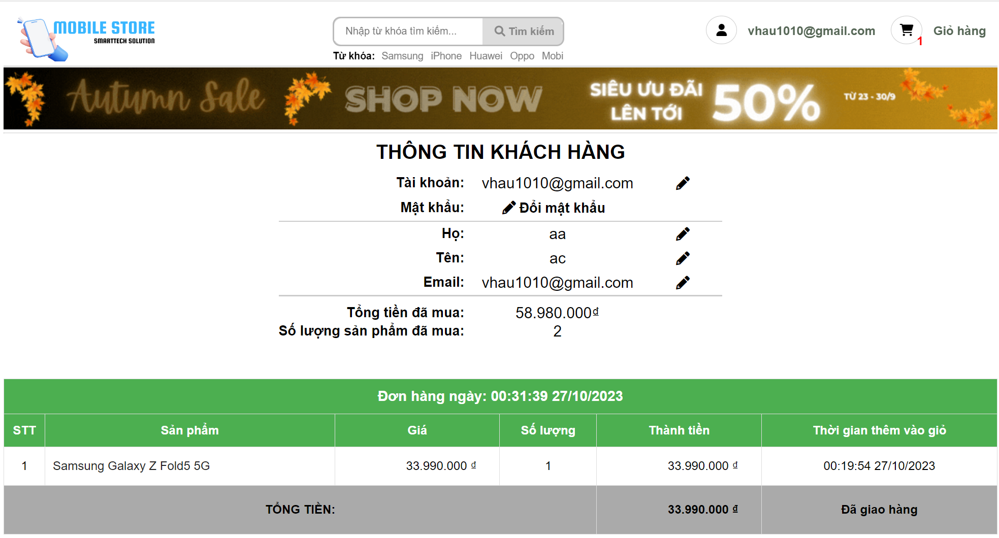 MOBILE STORE
SMARTTECH SOLUTION
Nhập từ khóa tìm kiếm...
Tìm kiếm
vhau1010@gmail.com
1
Giỏ hàng
Từ khóa: Samsung iPhone Huawei Oppo Mobi
Autumn Sale
SHOP NOW
SIÊU ƯU ĐÃI
LÊN TỚI
50%
TỪ 23 - 30/9
THÔNG TIN KHÁCH HÀNG
Tài khoản: vhau1010@gmail.com
Mật khẩu: Đổi mật khẩu
Họ: aa
Tên: ac
Email: vhau1010@gmail.com
Tổng tiền đã mua: 58.980.000₫
Số lượng sản phẩm đã mua: 2
Đơn hàng ngày: 00:31:39 27/10/2023
STT Sản phẩm Giá Số lượng Thành tiền Thời gian thêm vào giỏ
1 Samsung Galaxy Z Fold5 5G 33.990.000 ₫ 1 33.990.000 ₫ 00:19:54 27/10/2023
TỔNG TIỀN: 33.990.000 ₫ Đã giao hàng